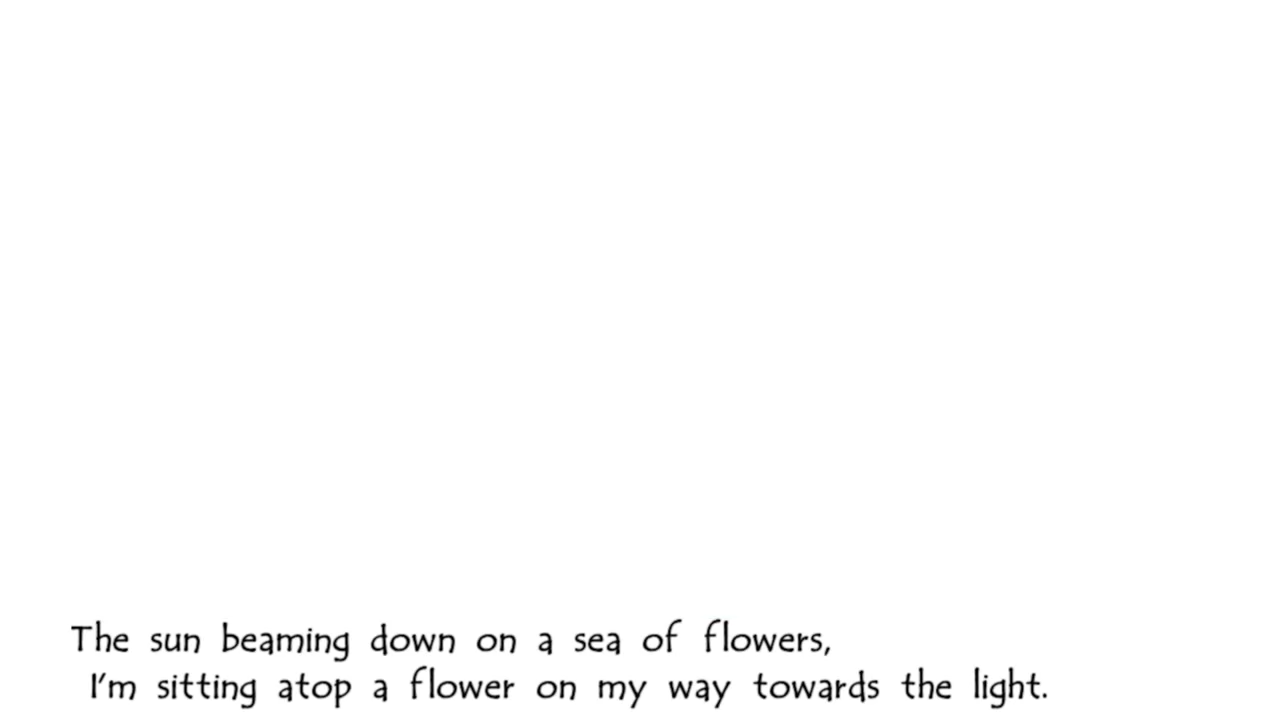 The sun beaming down on a sea of flowers,
I'm sitting atop a flower on my way towards the light.